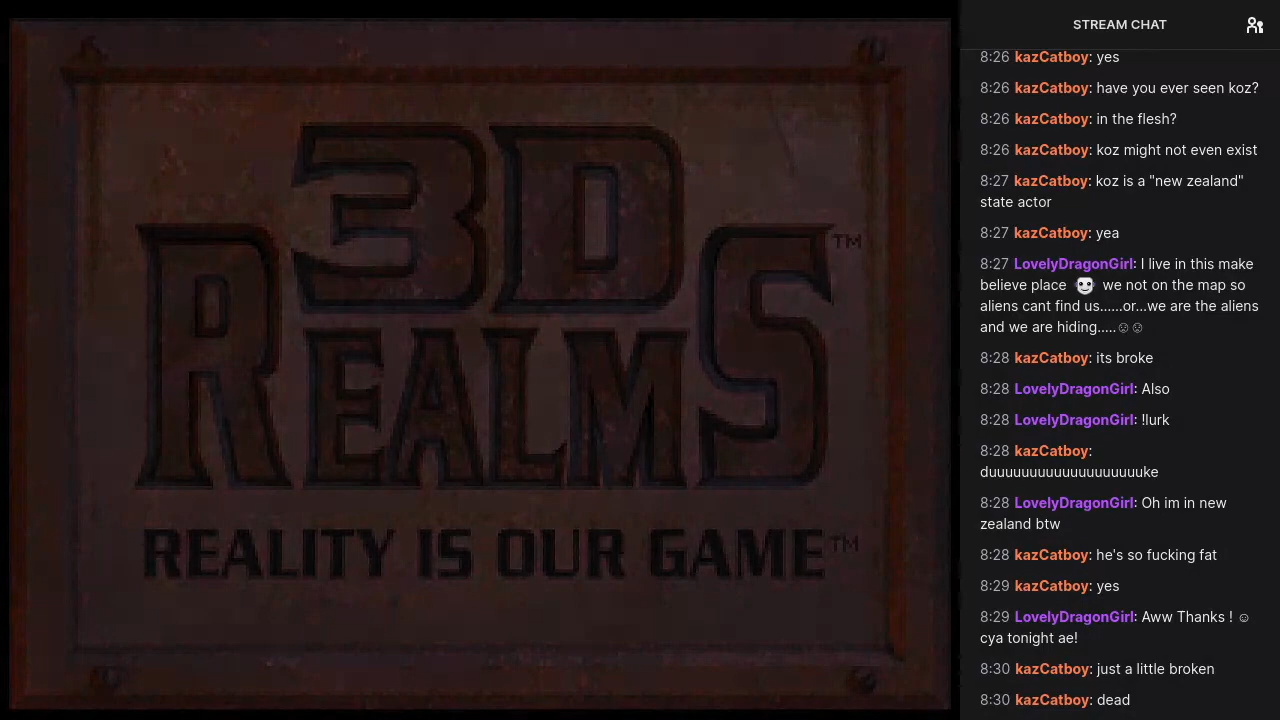 3D
REALMS™
REALITY IS OUR GAME™
STREAM CHAT
8:26 kazCatboy: yes
8:26 kazCatboy: have you ever seen koz?
8:26 kazCatboy: in the flesh?
8:26 kazCatboy: koz might not even exist
8:27 kazCatboy: koz is a "new zealand"
state actor
8:27 kazCatboy: yea
8:27 LovelyDragonGirl: I live in this make
believe place we not on the map so
aliens cant find us......or...we are the aliens
and we are hiding.....☺☺
8:28 kazCatboy: its broke
8:28 LovelyDragonGirl: Also
8:28 LovelyDragonGirl: !lurk
8:28 kazCatboy:
duuuuuuuuuuuuuuuuuuuke
8:28 LovelyDragonGirl: Oh im in new
zealand btw
8:28 kazCatboy: he's so fucking fat
8:29 kazCatboy: yes
8:29 LovelyDragonGirl: Aww Thanks ! ☺
cya tonight ae!
8:30 kazCatboy: just a little broken
8:30 kazCatboy: dead